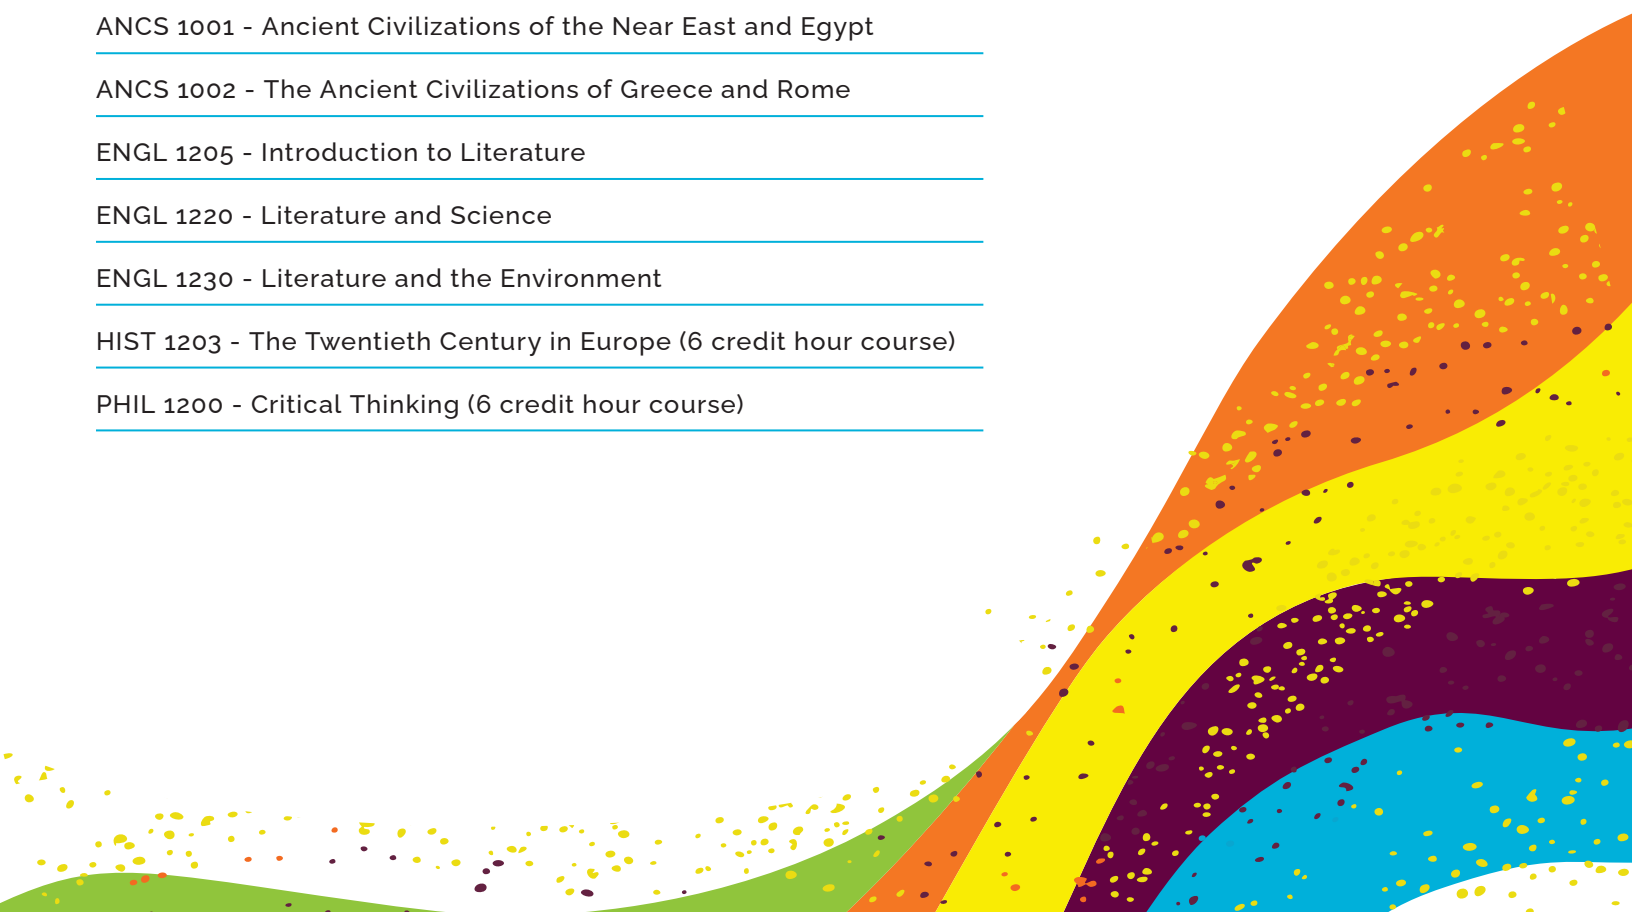 ANCS 1001 - Ancient Civilizations of the Near East and Egypt
ANCS 1002 - The Ancient Civilizations of Greece and Rome
ENGL 1205 - Introduction to Literature
ENGL 1220 - Literature and Science
ENGL 1230 - Literature and the Environment
HIST 1203 - The Twentieth Century in Europe (6 credit hour course)
PHIL 1200 - Critical Thinking (6 credit hour course)